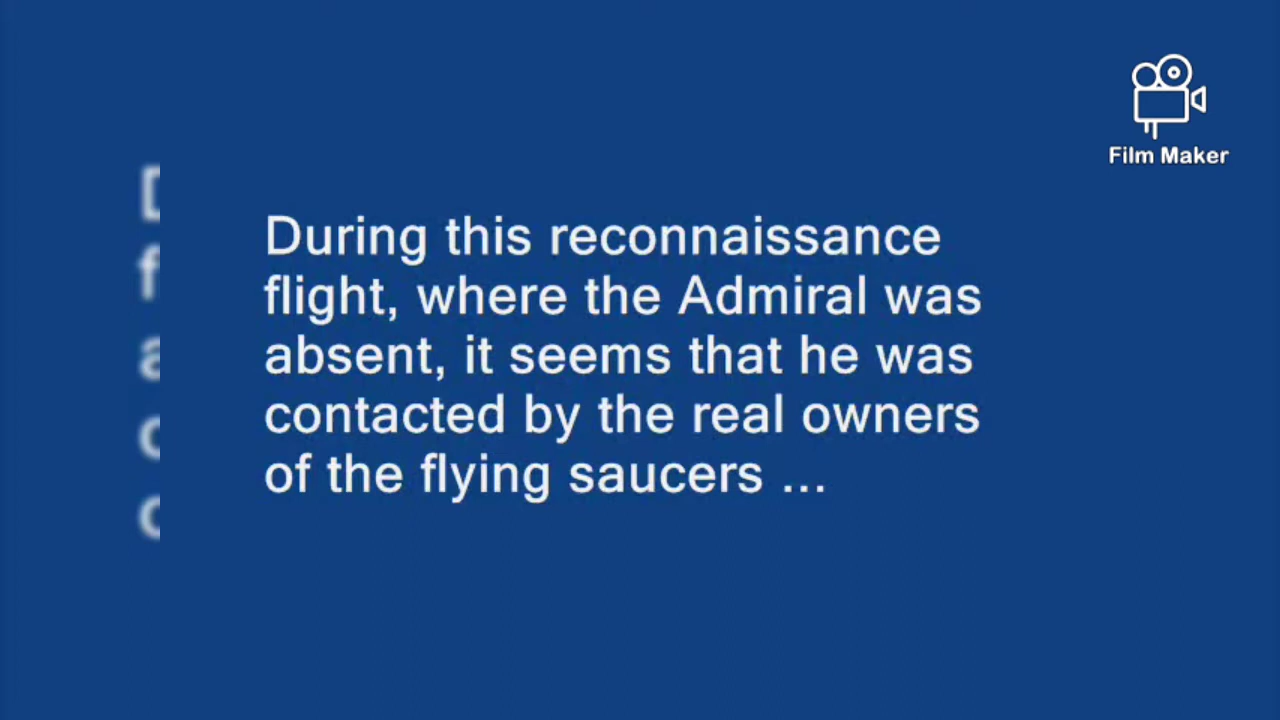 Film Maker
During this reconnaissance
flight, where the Admiral was
absent, it seems that he was
contacted by the real owners
of the flying saucers ...